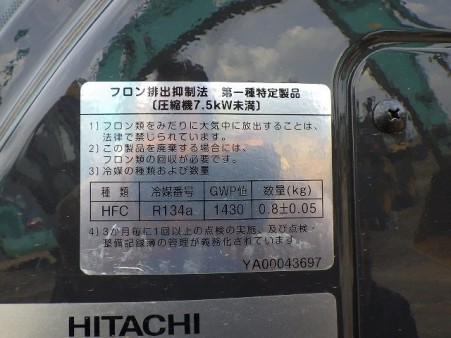 フロン排出抑制法 第一種特定製品
(圧縮機7.5kW未満)
1) フロン類をみだりに大気中に放出することは、
法律で禁じられています。
2) この製品を廃棄する場合には、
フロン類の回収が必要です。
3) 冷媒の種類および数量
種 類 冷媒番号 GWP値 数量(kg)
HFC R134a 1430 0.8±0.05
4) 3か月毎に1回以上の点検の実施、及び点検・
整備記録簿の管理が義務化されています。
YA00043697
HITACHI